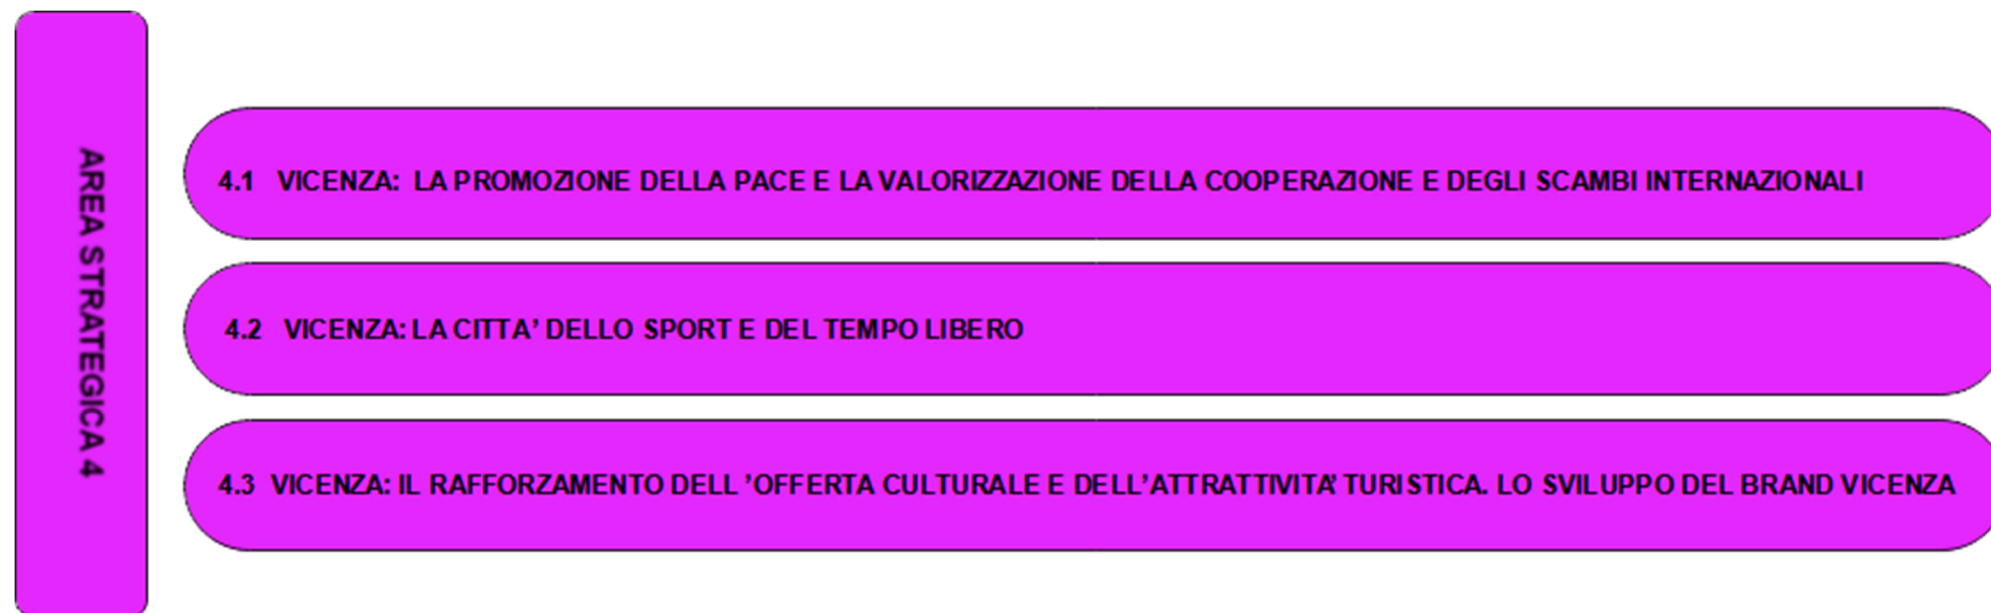 AREA STRATEGICA 4
4.1 VICENZA: LA PROMOZIONE DELLA PACE E LA VALORIZZAZIONE DELLA COOPERAZIONE E DEGLI SCAMBI INTERNAZIONALI
4.2 VICENZA: LA CITTA’ DELLO SPORT E DEL TEMPO LIBERO
4.3 VICENZA: IL RAFFORZAMENTO DELL ’OFFERTA CULTURALE E DELL’ATTRATTIVITA’ TURISTICA. LO SVILUPPO DEL BRAND VICENZA